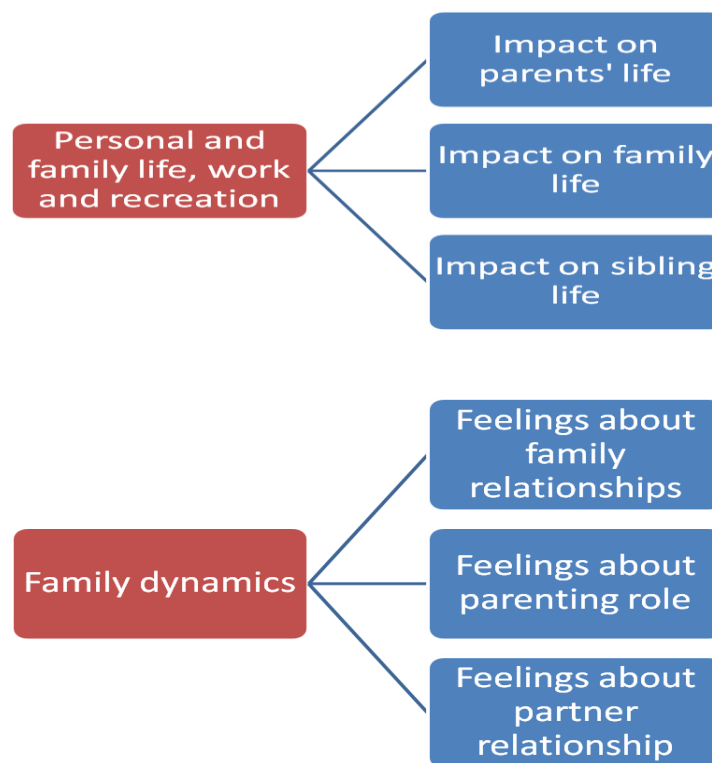 Personal and
family life, work
and recreation
Impact on
parents' life
Impact on family
life
Impact on sibling
life
Family dynamics
Feelings about
family
relationships
Feelings about
parenting role
Feelings about
partner
relationship